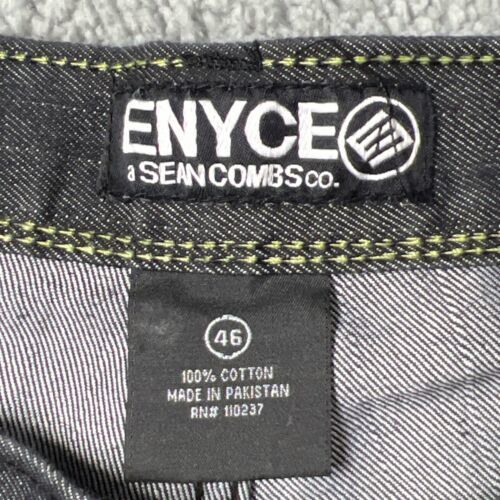 ENYCE
a SEAN COMBS CO.
46
100% COTTON
MADE IN PAKISTAN
RN# 110237